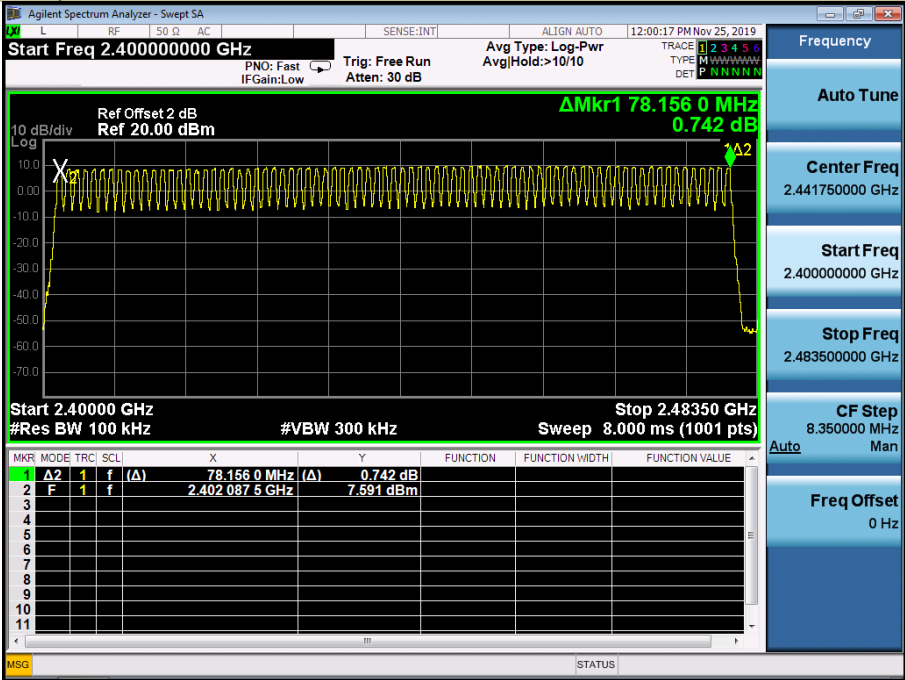 Agilent Spectrum Analyzer - Swept SA
LXI L RF 50 Ω AC SENSE:INT ALIGN AUTO 12:00:17 PM Nov 25, 2019
Start Freq 2.400000000 GHz
PNO: Fast
IFGain:Low
Trig: Free Run
Atten: 30 dB
Avg Type: Log-Pwr
Avg|Hold:>10/10
TRACE 1 2 3 4 5 6
TYPE M W W W W W
DET P N N N N N
ΔMkr1 78.156 0 MHz
0.742 dB
Ref Offset 2 dB
10 dB/div Ref 20.00 dBm
Log
10.0
0.00
-10.0
-20.0
-30.0
-40.0
-50.0
-60.0
-70.0
X2
1Δ2
Start 2.40000 GHz Stop 2.48350 GHz
#Res BW 100 kHz #VBW 300 kHz Sweep 8.000 ms (1001 pts)
MKR MODE TRC SCL X Y FUNCTION FUNCTION WIDTH FUNCTION VALUE
1 Δ2 1 f (Δ) 78.156 0 MHz (Δ) 0.742 dB
2 F 1 f 2.402 087 5 GHz 7.591 dBm
3
4
5
6
7
8
9
10
11
MSG STATUS
Frequency
Auto Tune
Center Freq
2.441750000 GHz
Start Freq
2.400000000 GHz
Stop Freq
2.483500000 GHz
CF Step
8.350000 MHz
Auto Man
Freq Offset
0 Hz